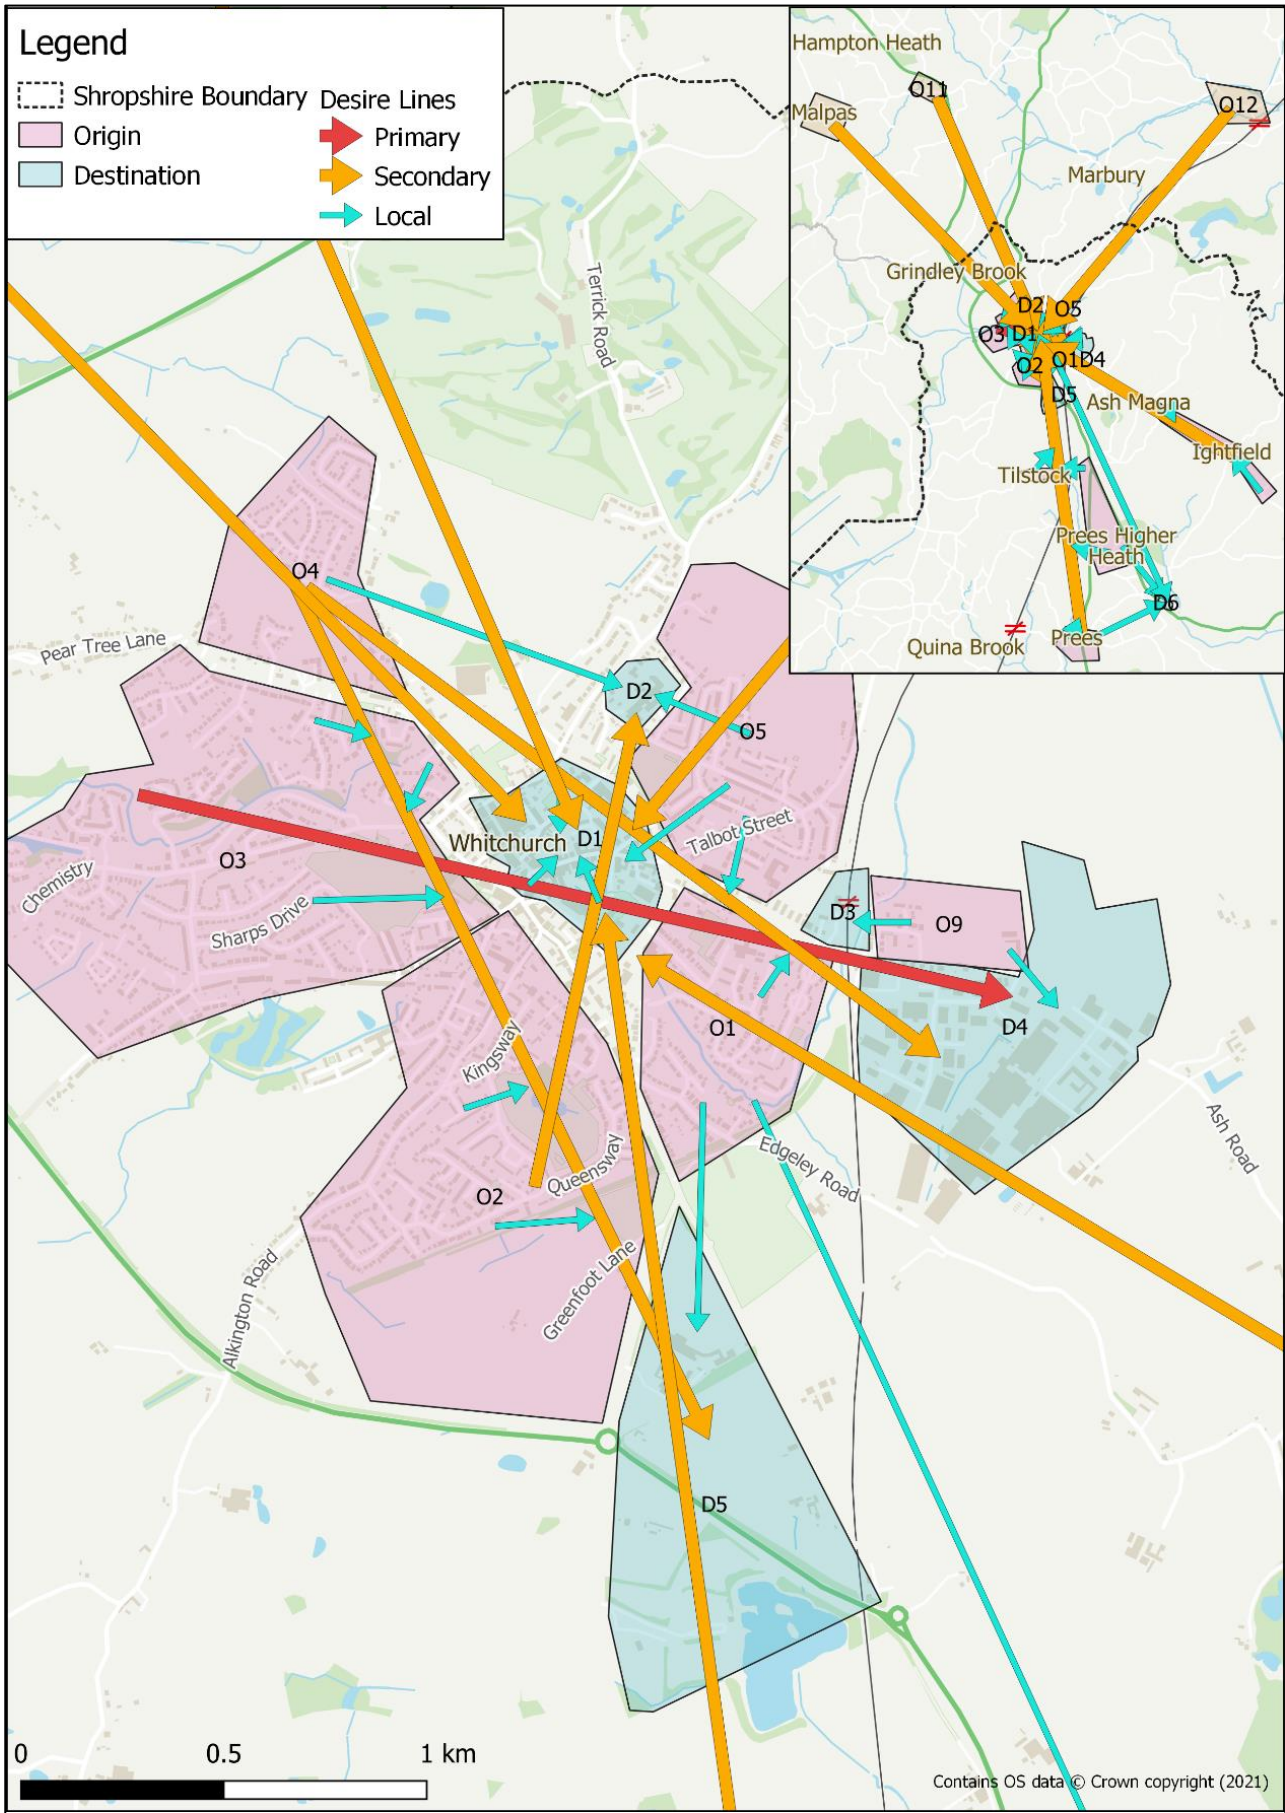 Legend
Shropshire Boundary
Origin
Destination
Desire Lines
Primary
Secondary
Local
Hampton Heath
Malpas
O11
O12
Marbury
Grindley Brook
D2
O5
O3
D1
O2
O1
D4
D5
Ash Magna
Ightfield
Tilstock
Prees Higher
Heath
D6
Prees
Quina Brook
Terrick Road
O4
Pear Tree Lane
D2
O5
Talbot Street
Whitchurch
D1
O3
Chemistry
Sharps Drive
D3
O9
O1
D4
Kingsway
Queensway
O2
Edgeley Road
Ash Road
Greenfoot Lane
Alkington Road
D5
0
0.5
1 km
Contains OS data © Crown copyright (2021)